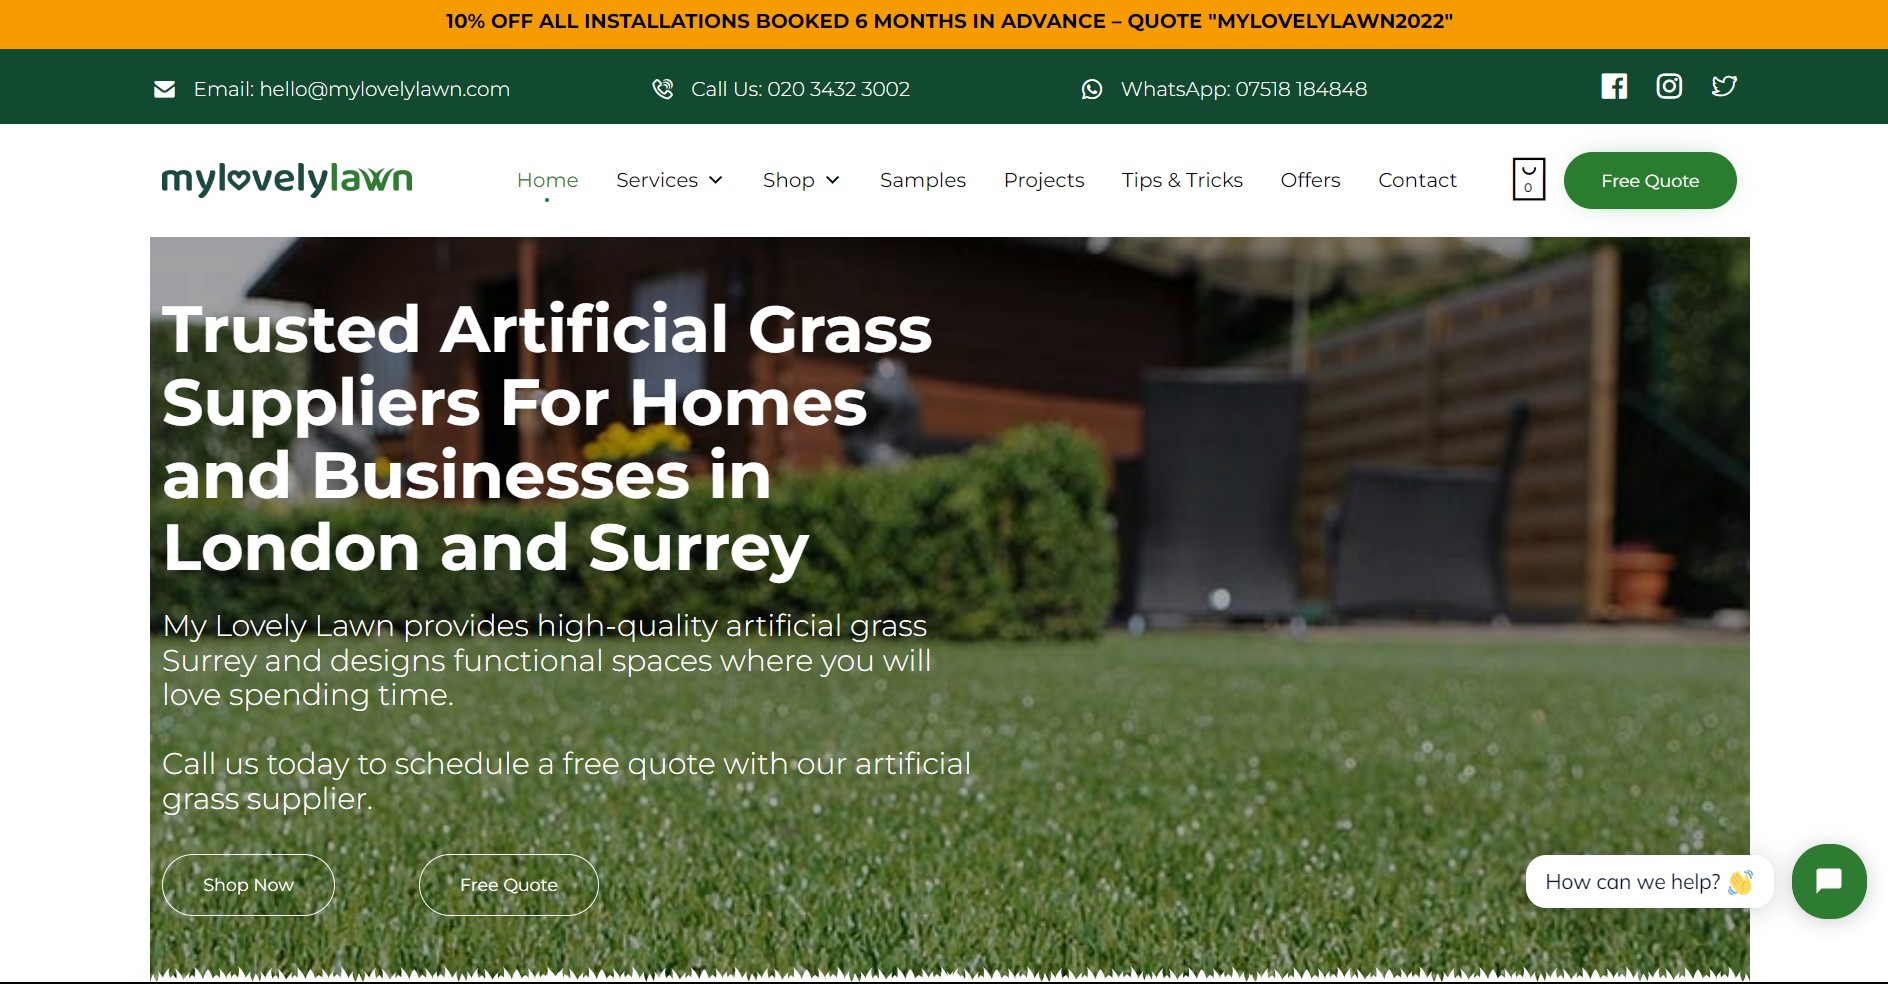 10% OFF ALL INSTALLATIONS BOOKED 6 MONTHS IN ADVANCE – QUOTE "MYLOVELYLAWN2022"
Email: hello@mylovelylawn.com
Call Us: 020 3432 3002
WhatsApp: 07518 184848
mylovelylawn
Home
Services
Shop
Samples
Projects
Tips & Tricks
Offers
Contact
0
Free Quote
Trusted Artificial Grass
Suppliers For Homes
and Businesses in
London and Surrey
My Lovely Lawn provides high-quality artificial grass
Surrey and designs functional spaces where you will
love spending time.
Call us today to schedule a free quote with our artificial
grass supplier.
Shop Now
Free Quote
How can we help? 👋